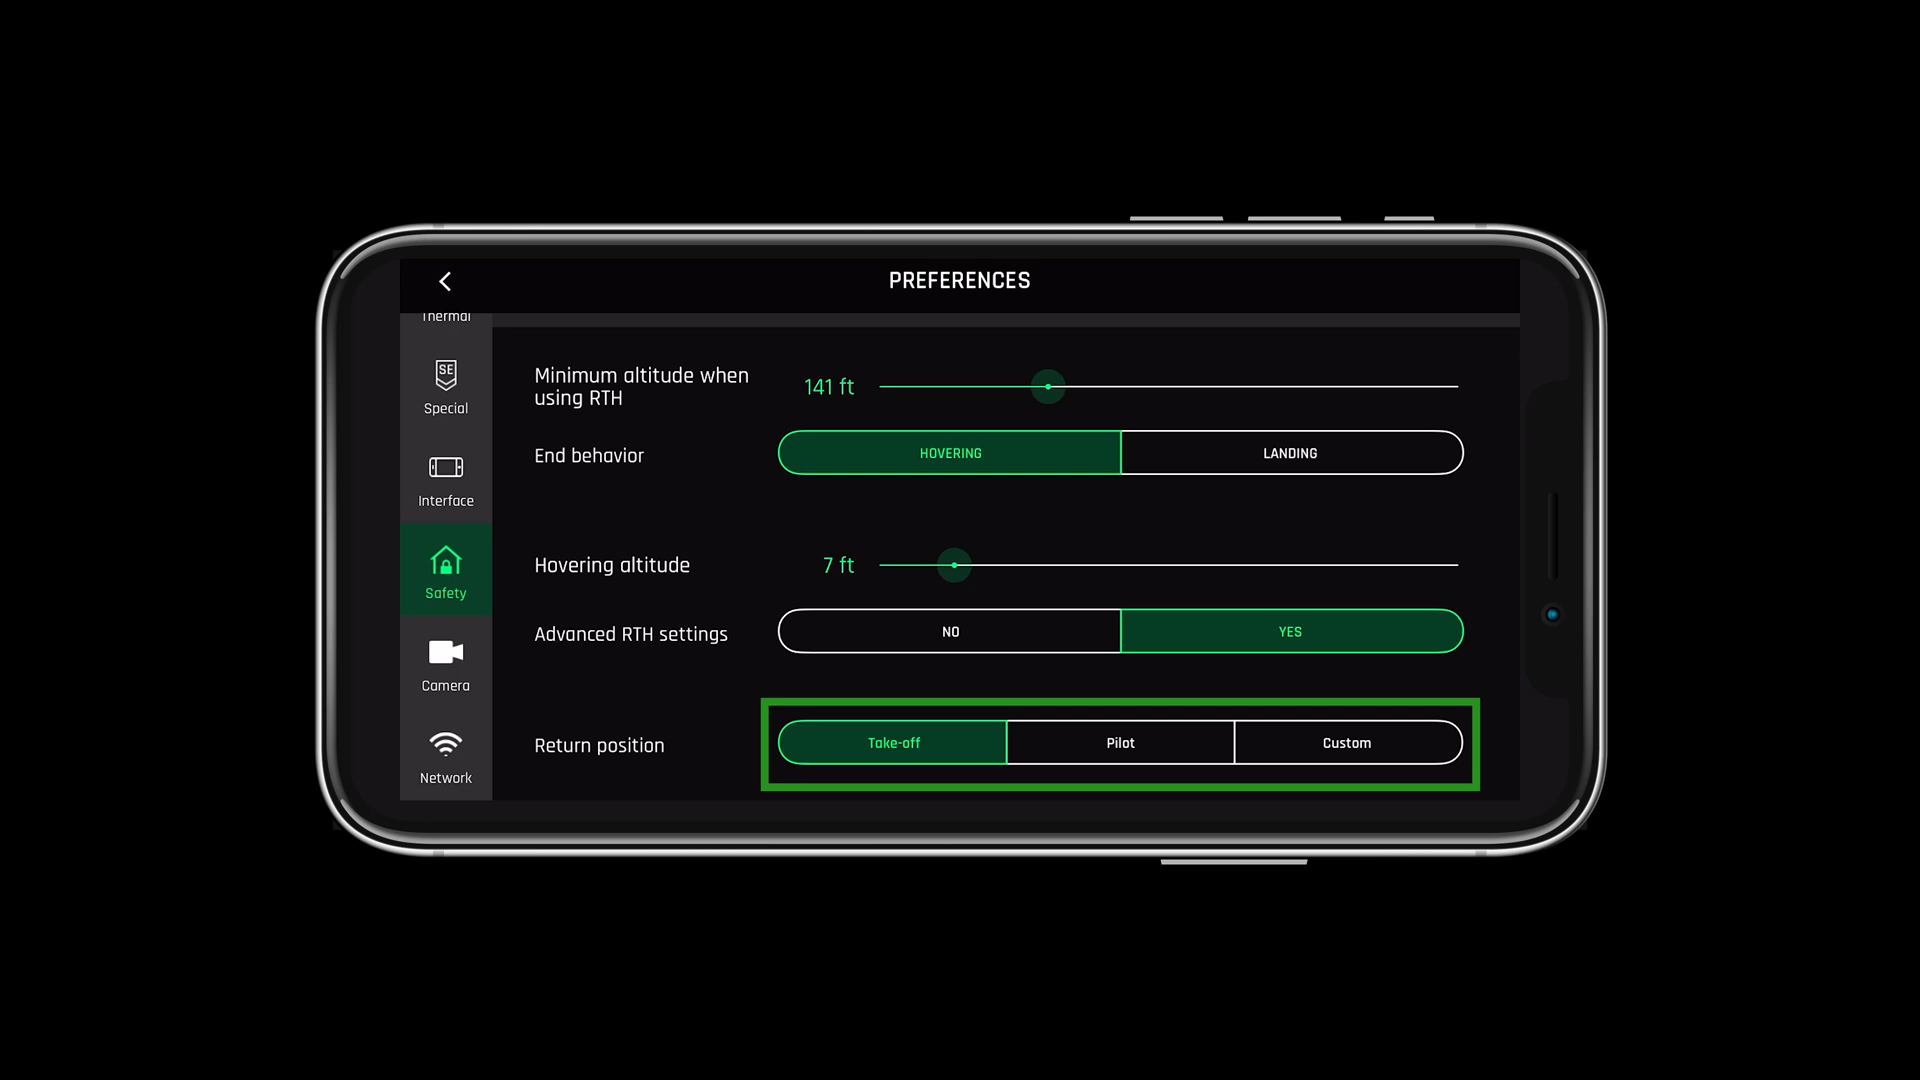 PREFERENCES
Thermal
SE
Special
Interface
Safety
Camera
Network
Minimum altitude when
using RTH
141 ft
End behavior
HOVERING
LANDING
Hovering altitude
7 ft
Advanced RTH settings
NO
YES
Return position
Take-off
Pilot
Custom